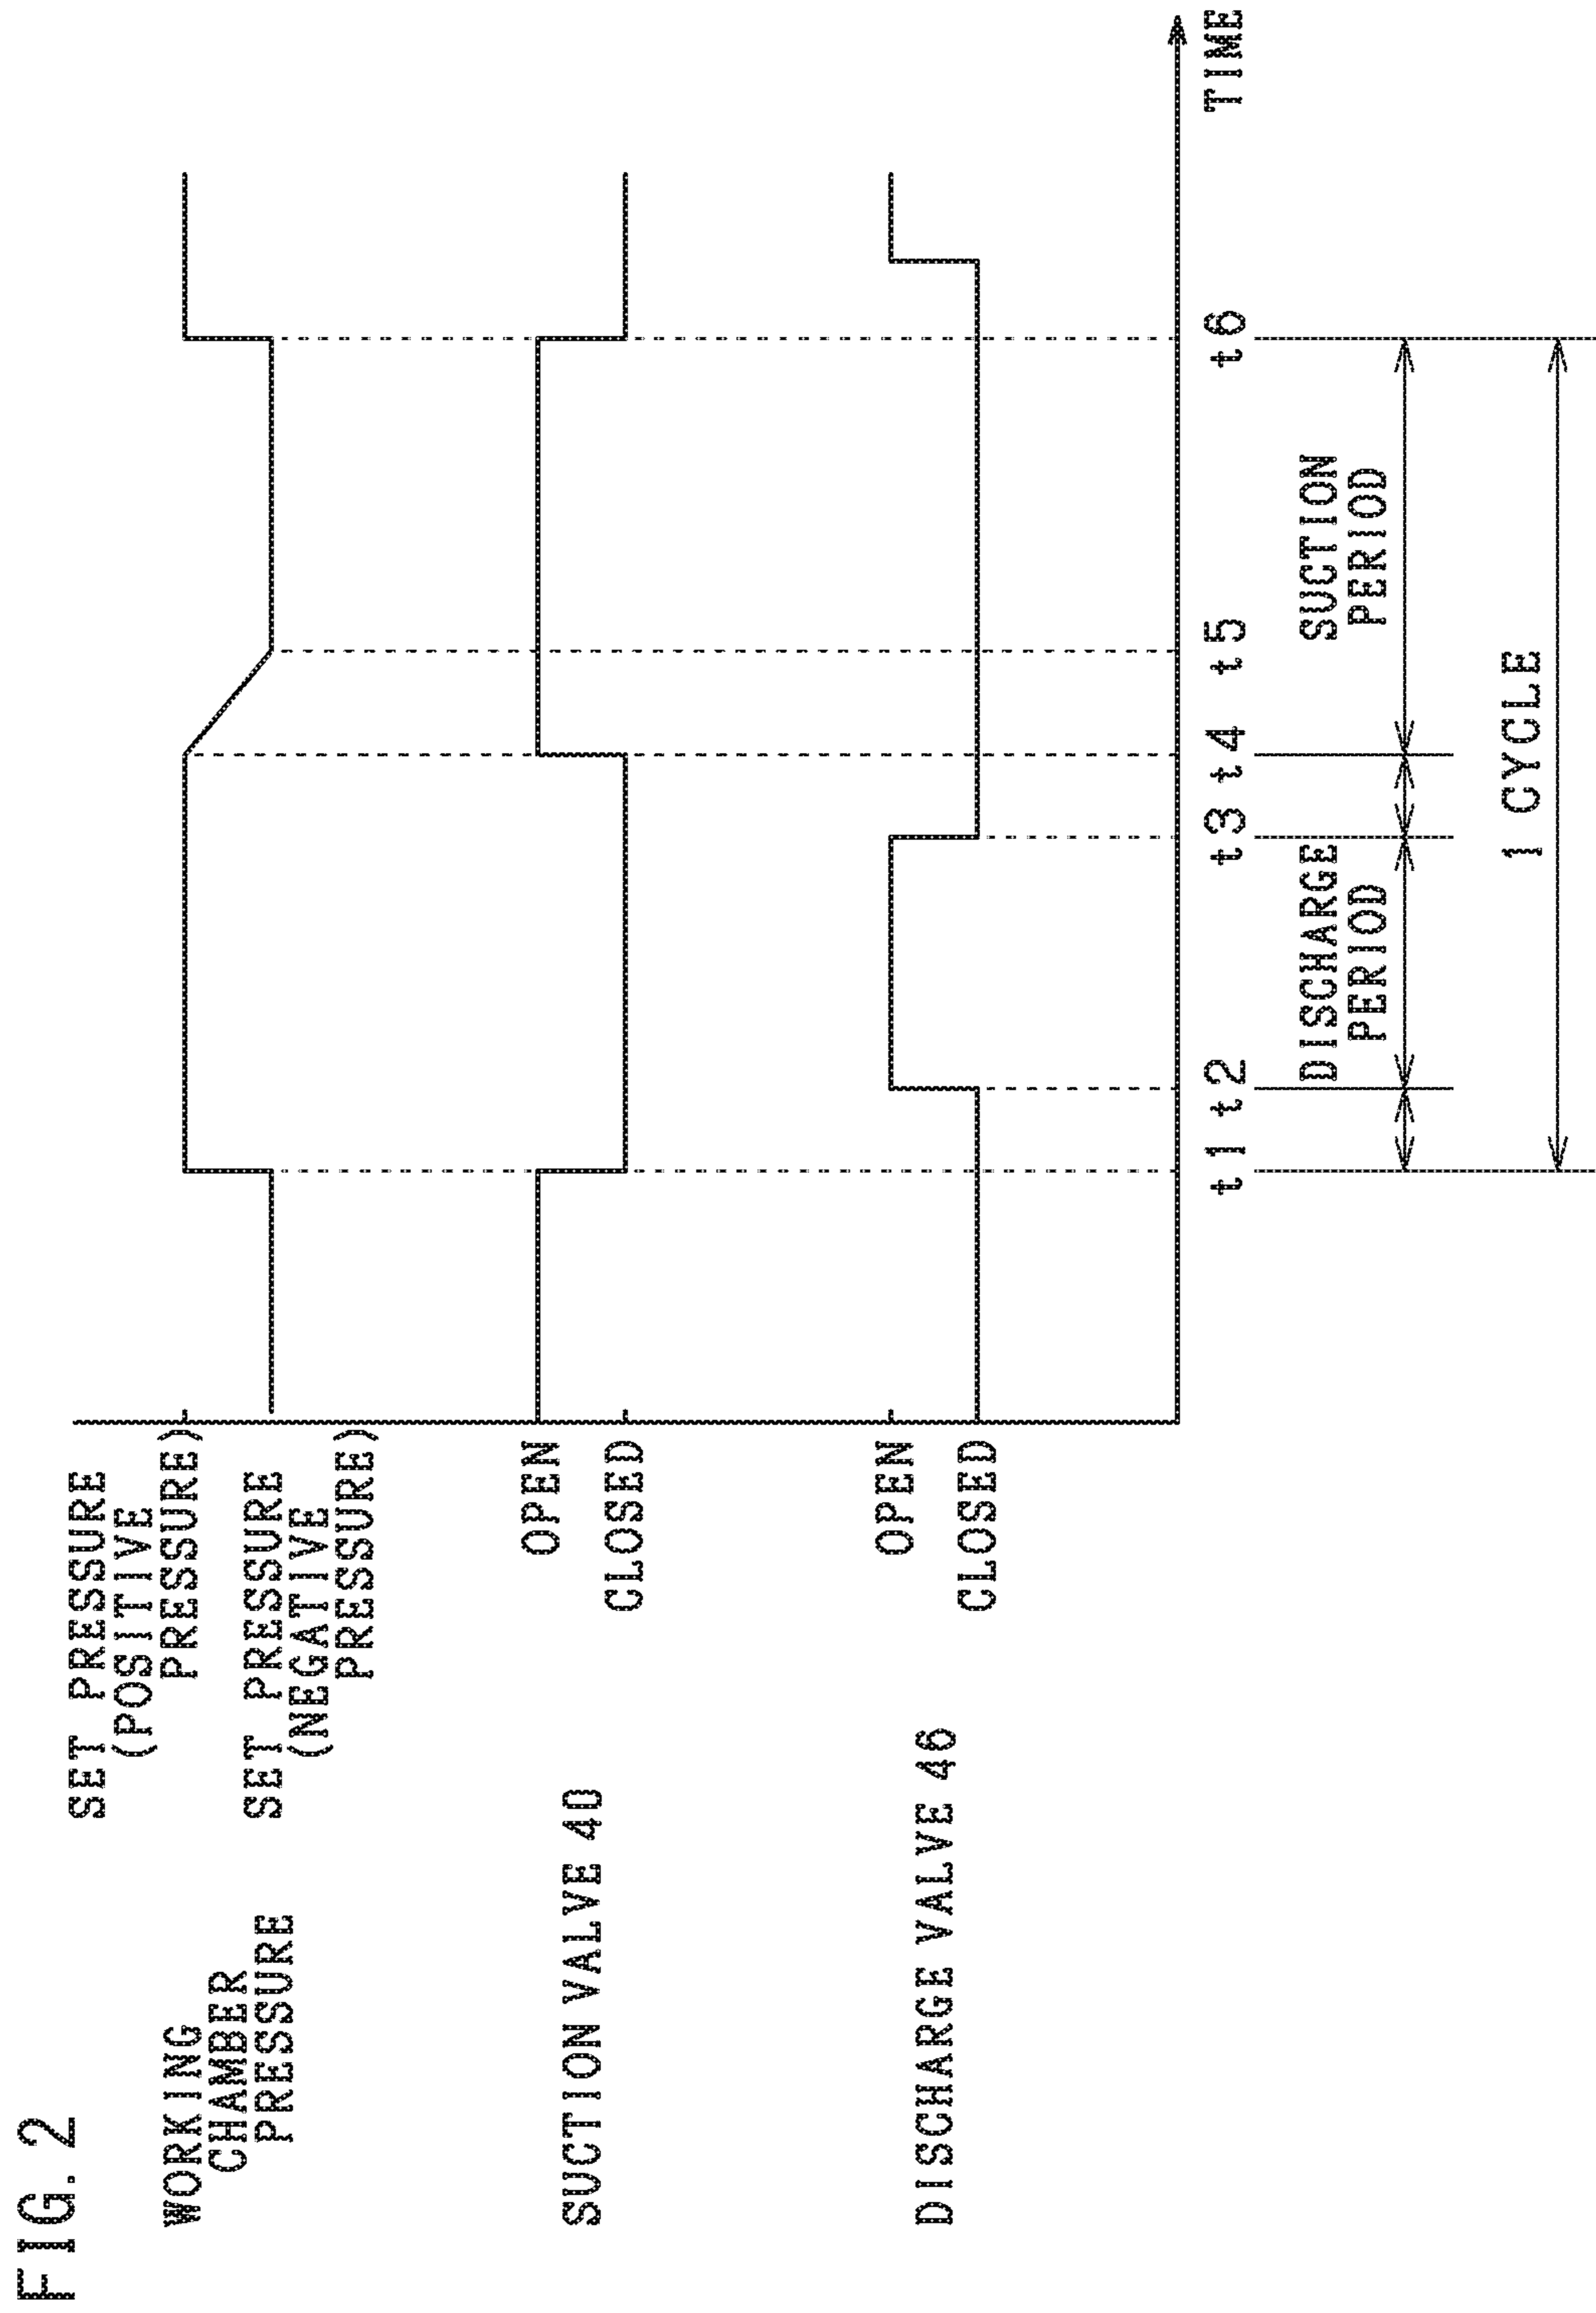 FIG. 2
WORKING
CHAMBER
PRESSURE
SET PRESSURE
(POSITIVE
PRESSURE)
SET PRESSURE
(NEGATIVE
PRESSURE)
SUCTION VALVE 40
OPEN
CLOSED
DISCHARGE VALVE 46
OPEN
CLOSED
t1 t2 t3 t4 t5 t6 TIME
DISCHARGE
PERIOD
SUCTION
PERIOD
1 CYCLE